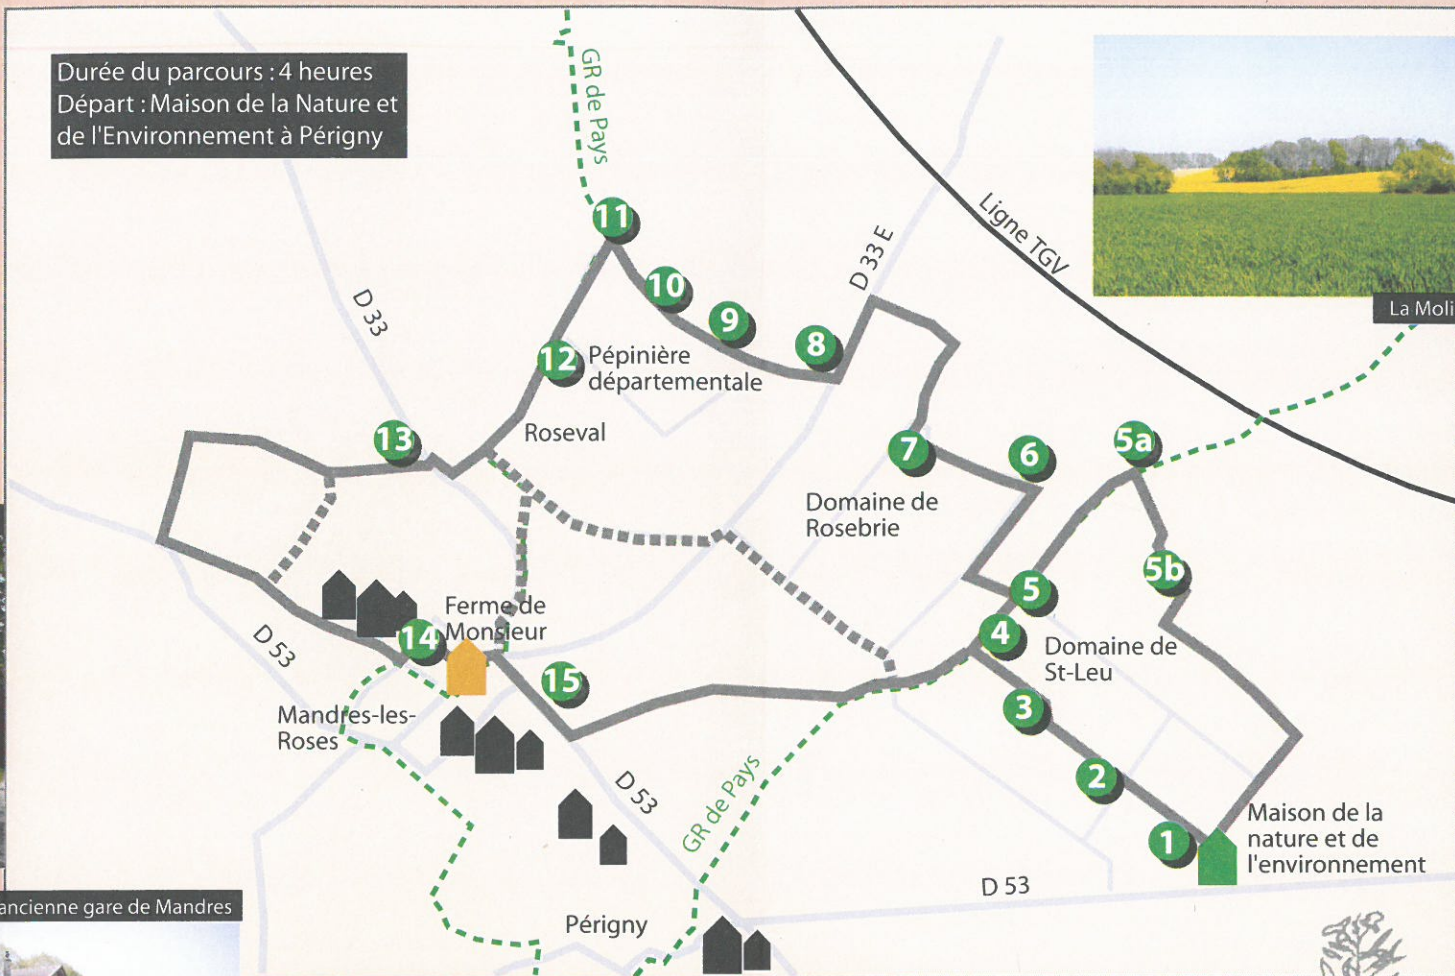 Durée du parcours : 4 heures
Départ : Maison de la Nature et
de l'Environnement à Périgny
GR de Pays
Ligne TGV
La Moli
D 33 E
D 33
11
10
9
8
12
Pépinière
départementale
Roseval
13
7
6
5a
Domaine de
Rosebrie
5b
5
4
Domaine de
St-Leu
Ferme de
Monsieur
14
15
D 53
Mandres-les-
Roses
3
2
1
D 53
GR de Pays
Maison de la
nature et de
l'environnement
D 53
ancienne gare de Mandres
Périgny